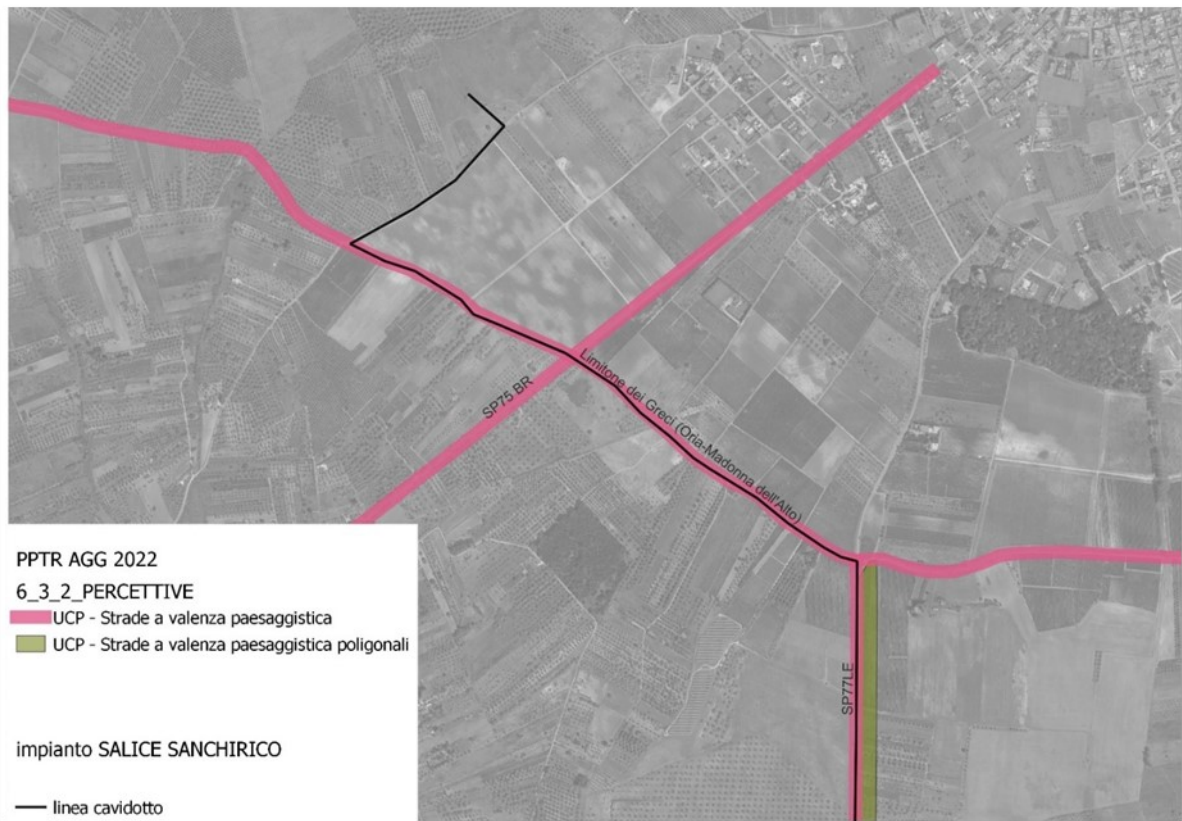 SP75 BR
Limitone dei Greci (Oria-Madonna dell'Alto)
SP77LE
PPTR AGG 2022
6_3_2_PERCETTIVE
UCP - Strade a valenza paesaggistica
UCP - Strade a valenza paesaggistica poligonali
impianto SALICE SANCHIRICO
linea cavidotto